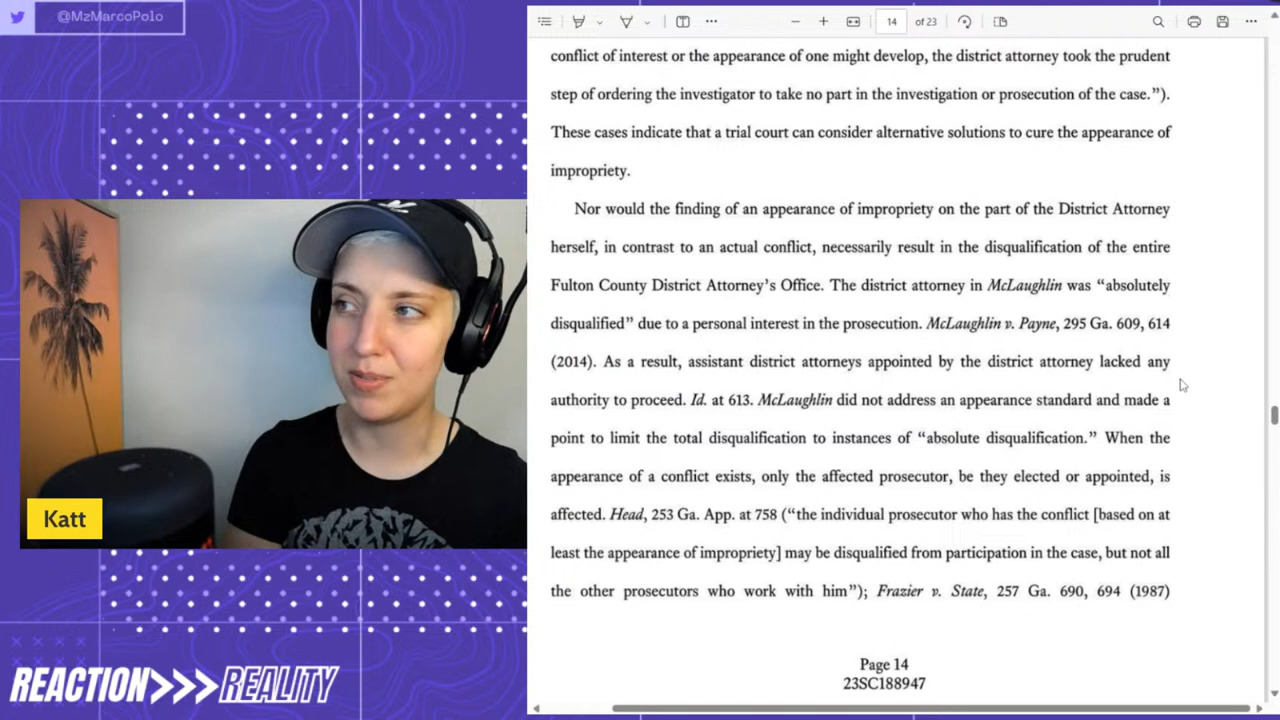 @MzMarcoPolo
14 of 23
conflict of interest or the appearance of one might develop, the district attorney took the prudent
step of ordering the investigator to take no part in the investigation or prosecution of the case.”).
These cases indicate that a trial court can consider alternative solutions to cure the appearance of
impropriety.
Nor would the finding of an appearance of impropriety on the part of the District Attorney
herself, in contrast to an actual conflict, necessarily result in the disqualification of the entire
Fulton County District Attorney’s Office. The district attorney in McLaughlin was “absolutely
disqualified” due to a personal interest in the prosecution. McLaughlin v. Payne, 295 Ga. 609, 614
(2014). As a result, assistant district attorneys appointed by the district attorney lacked any
authority to proceed. Id. at 613. McLaughlin did not address an appearance standard and made a
point to limit the total disqualification to instances of “absolute disqualification.” When the
appearance of a conflict exists, only the affected prosecutor, be they elected or appointed, is
affected. Head, 253 Ga. App. at 758 (“the individual prosecutor who has the conflict [based on at
least the appearance of impropriety] may be disqualified from participation in the case, but not all
the other prosecutors who work with him”); Frazier v. State, 257 Ga. 690, 694 (1987)
Page 14
23SC188947
Katt
REACTION>>>REALITY